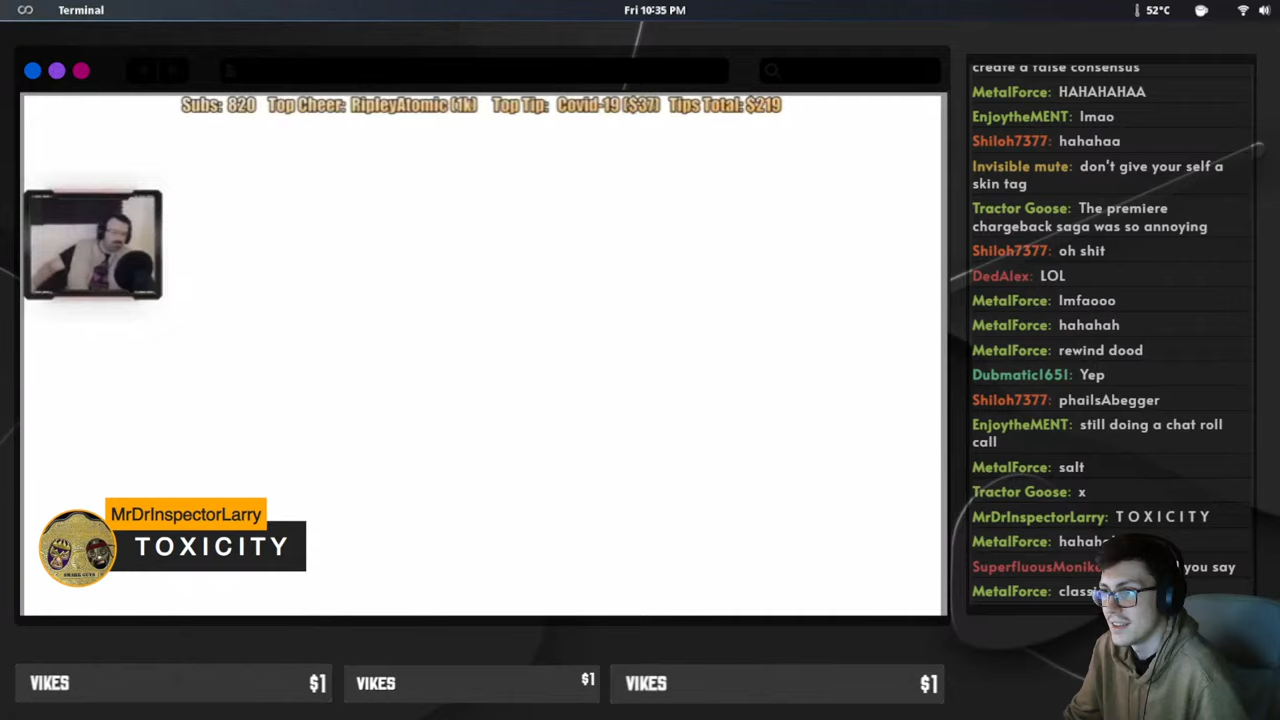 Terminal
Fri 10:35 PM
52°C
Subs: 820 Top Cheer: RipleyAtomic (1k) Top Tip: Covid-19 ($37) Tips Total: $219
create a false consensus
MetalForce: HAHAHAHAA
EnjoytheMENT: lmao
Shiloh7377: hahahaa
Invisible mute: don't give your self a
skin tag
Tractor Goose: The premiere
chargeback saga was so annoying
Shiloh7377: oh shit
DedAlex: LOL
MetalForce: lmfaooo
MetalForce: hahahah
MetalForce: rewind dood
Dubmatic1651: Yep
Shiloh7377: phailsAbegger
EnjoytheMENT: still doing a chat roll
call
MetalForce: salt
Tractor Goose: x
MrDrInspectorLarry: T O X I C I T Y
MetalForce:
you say
MetalForce:
MrDrInspectorLarry
T O X I C I T Y
VIKES $1
VIKES $1
VIKES $1